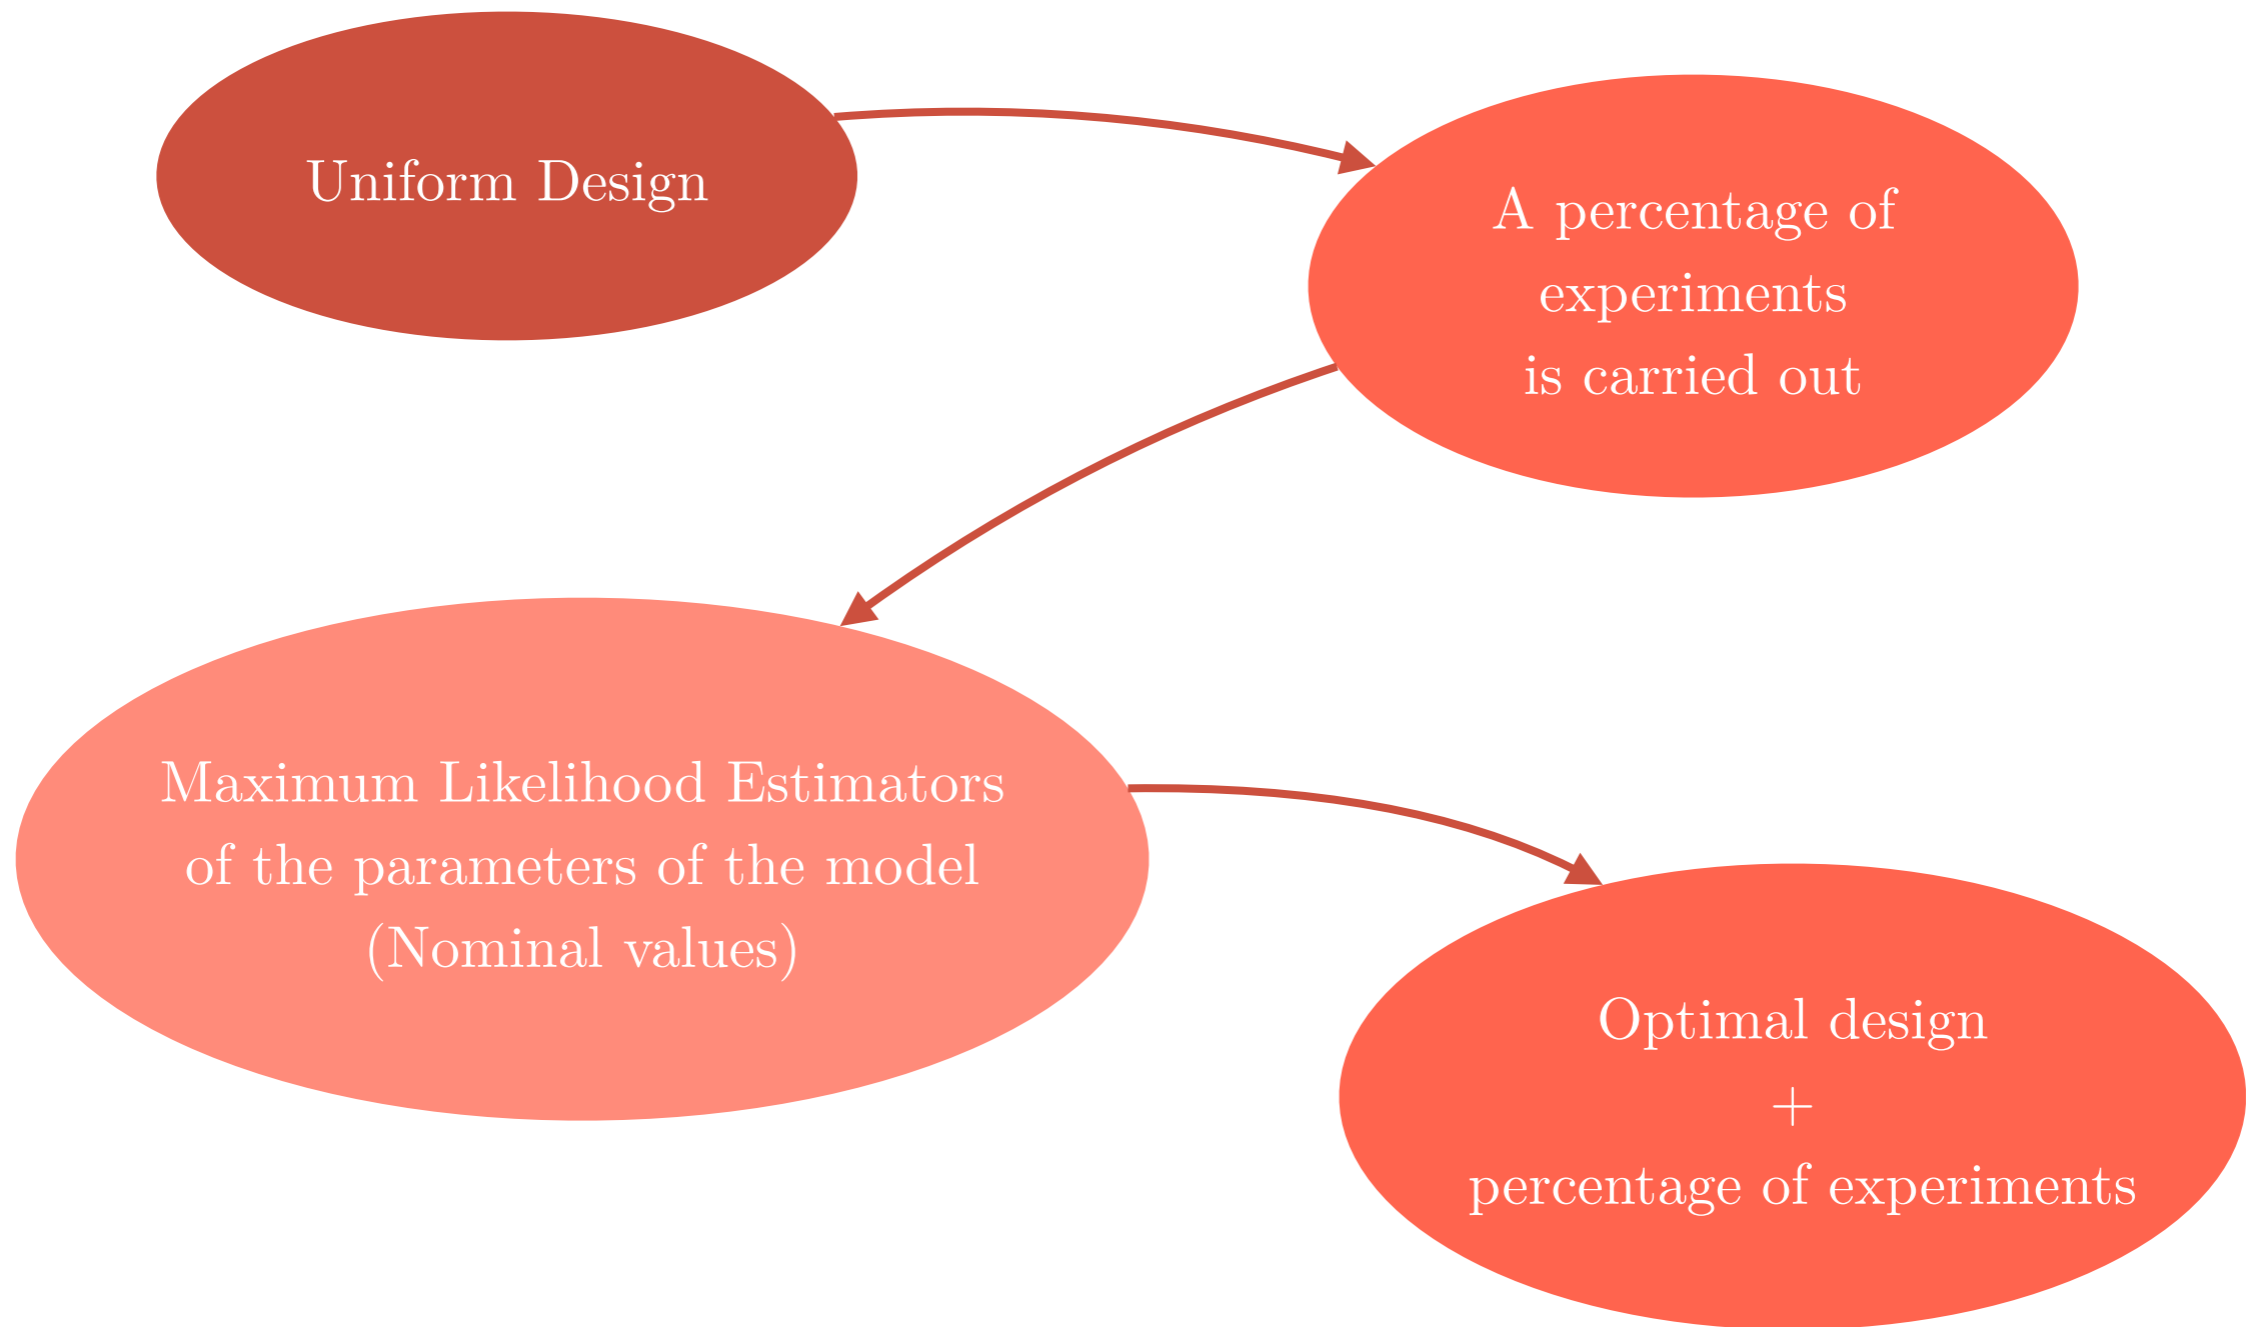 Uniform Design
A percentage of
experiments
is carried out
Maximum Likelihood Estimators
of the parameters of the model
(Nominal values)
Optimal design
+
percentage of experiments